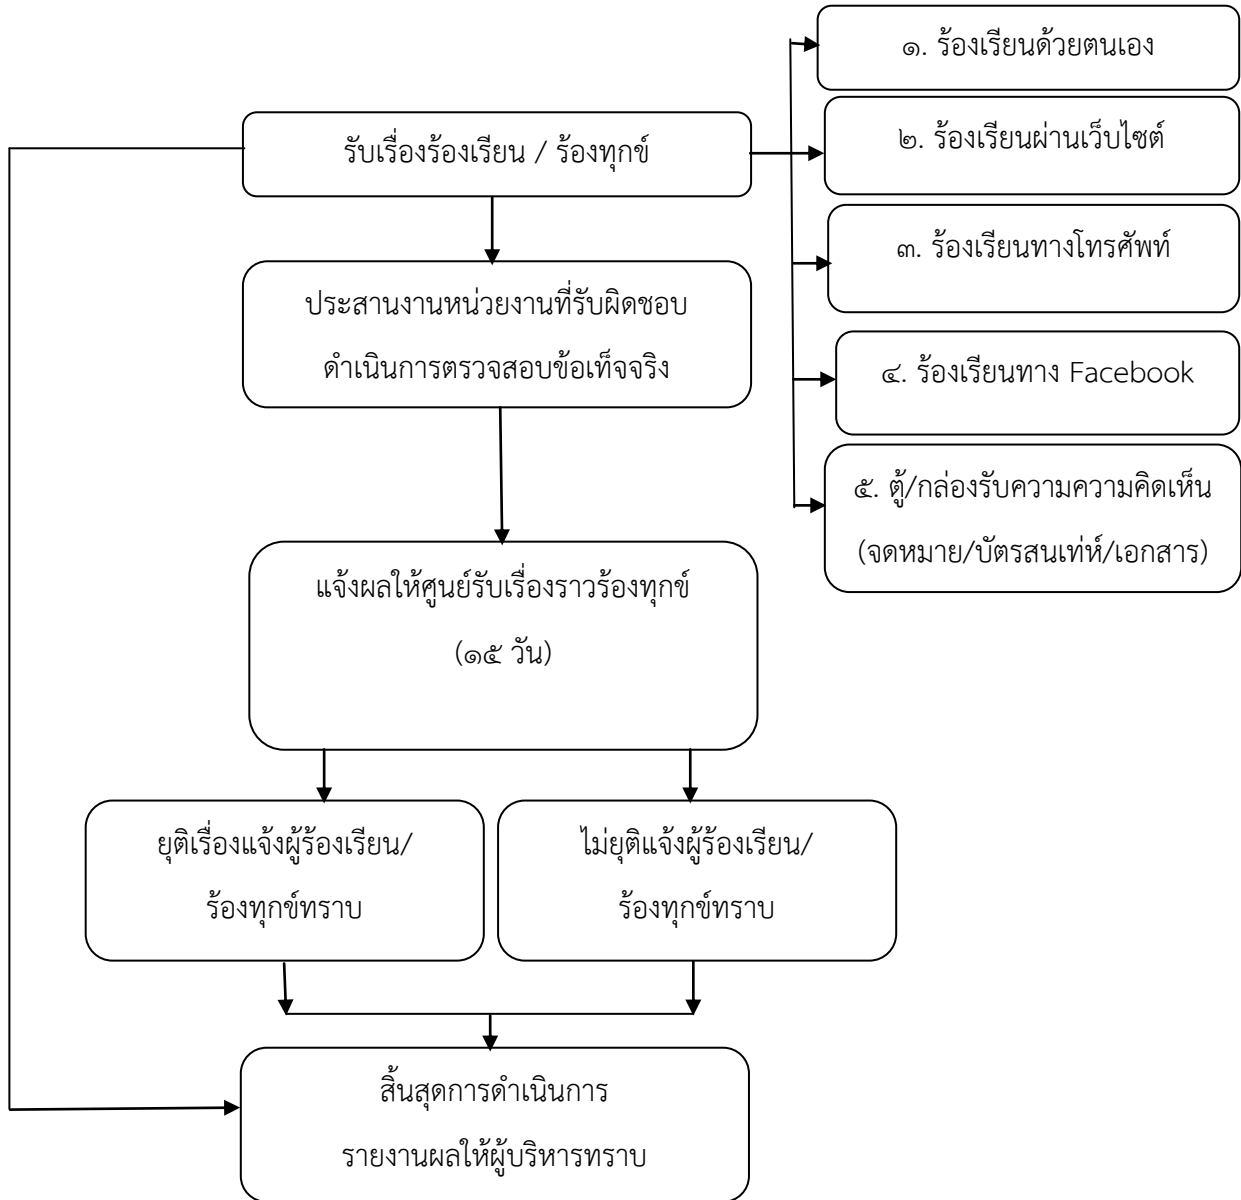 ๑. ร้องเรียนด้วยตนเอง
รับเรื่องร้องเรียน / ร้องทุกข์
๒. ร้องเรียนผ่านเว็บไซต์
๓. ร้องเรียนทางโทรศัพท์
ประสานงานหน่วยงานที่รับผิดชอบ
ดำเนินการตรวจสอบข้อเท็จจริง
๔. ร้องเรียนทาง Facebook
๕. ตู้/กล่องรับความความคิดเห็น
(จดหมาย/บัตรสนเท่ห์/เอกสาร)
แจ้งผลให้ศูนย์รับเรื่องราวร้องทุกข์
(๑๕ วัน)
ยุติเรื่องแจ้งผู้ร้องเรียน/
ร้องทุกข์ทราบ
ไม่ยุติแจ้งผู้ร้องเรียน/
ร้องทุกข์ทราบ
สิ้นสุดการดำเนินการ
รายงานผลให้ผู้บริหารทราบ